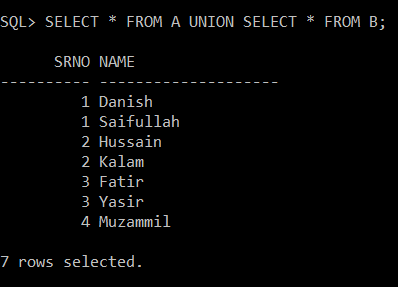 SQL> SELECT * FROM A UNION SELECT * FROM B;
SRNO NAME
---------- --------------------
1 Danish
1 Saifullah
2 Hussain
2 Kalam
3 Fatir
3 Yasir
4 Muzammil
7 rows selected.